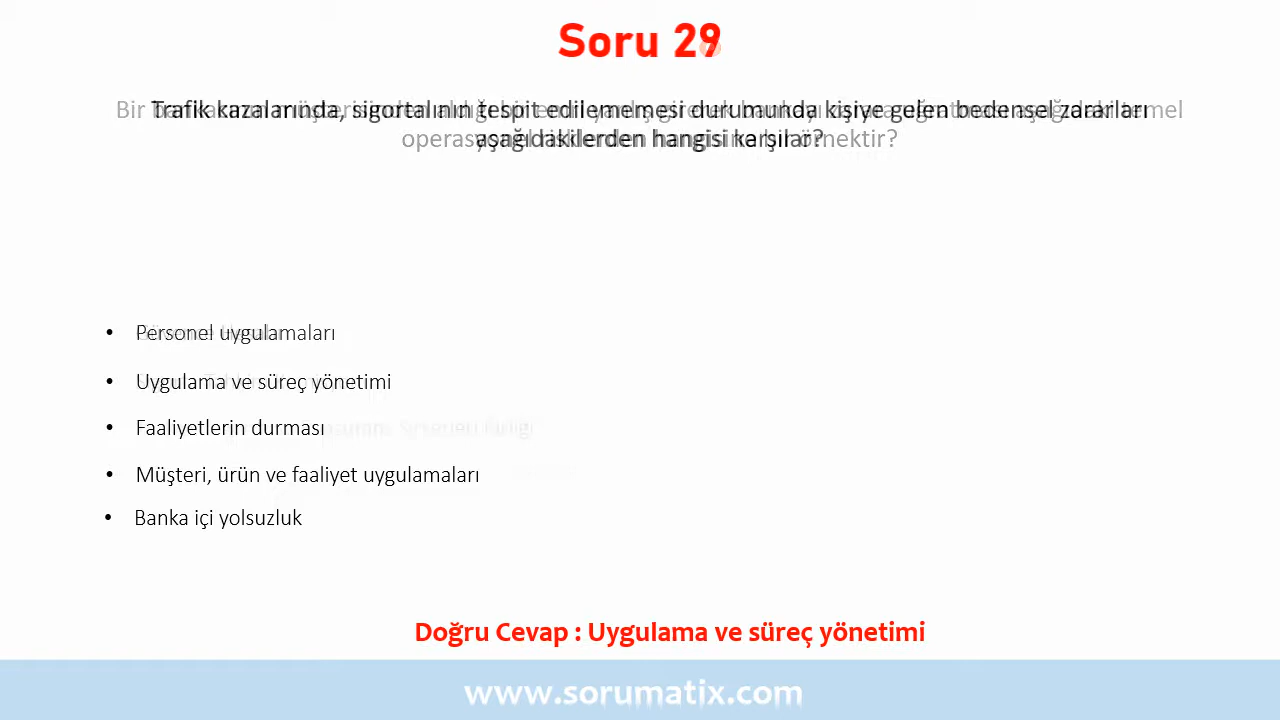 Soru 29
Trafik kazalarında, sigortalının tespit edilememesi durumunda kişiye gelen bedensel zararları
aşağıdakilerden hangisi karşılar?
• Personel uygulamaları
• Uygulama ve süreç yönetimi
• Faaliyetlerin durması
• Müşteri, ürün ve faaliyet uygulamaları
• Banka içi yolsuzluk
Doğru Cevap : Uygulama ve süreç yönetimi
www.sorumatix.com